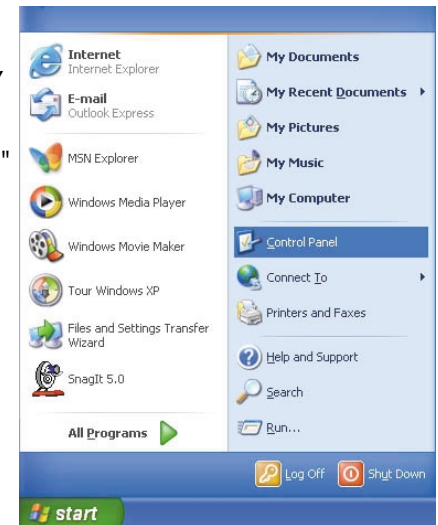 Internet
Internet Explorer
E-mail
Outlook Express
"
MSN Explorer
Windows Media Player
Windows Movie Maker
Tour Windows XP
Files and Settings Transfer
Wizard
SnagIt 5.0
All Programs
My Documents
My Recent Documents
My Pictures
My Music
My Computer
Control Panel
Connect To
Printers and Faxes
Help and Support
Search
Run...
Log Off
Shut Down
start